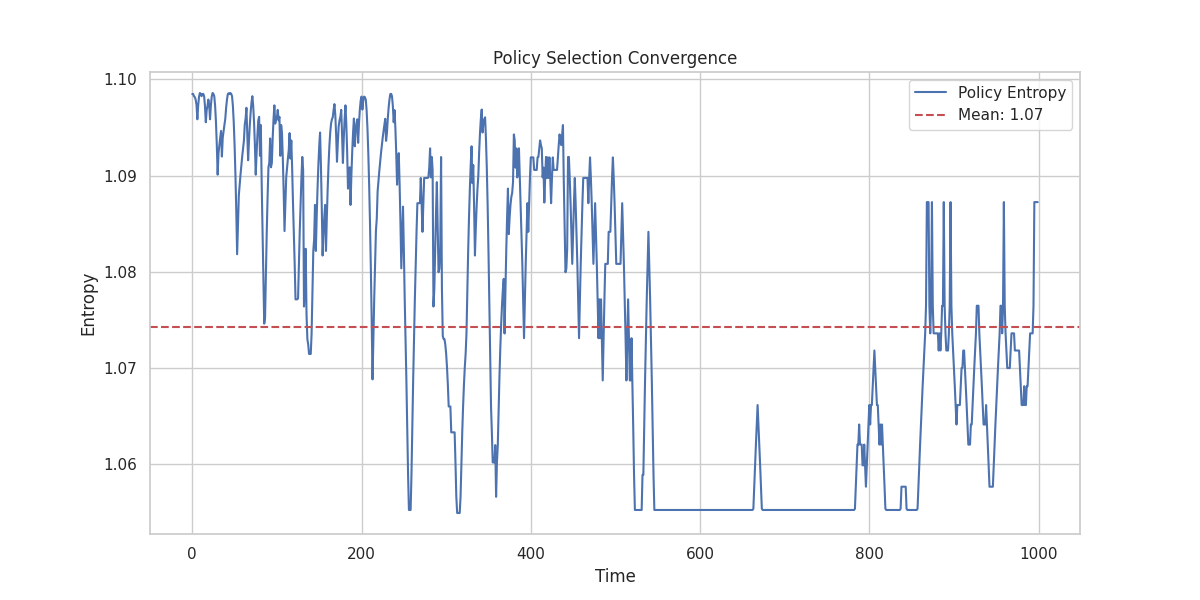 Policy Selection Convergence
Policy Entropy
Mean: 1.07
Entropy
1.10
1.09
1.08
1.07
1.06
0
200
400
600
800
1000
Time